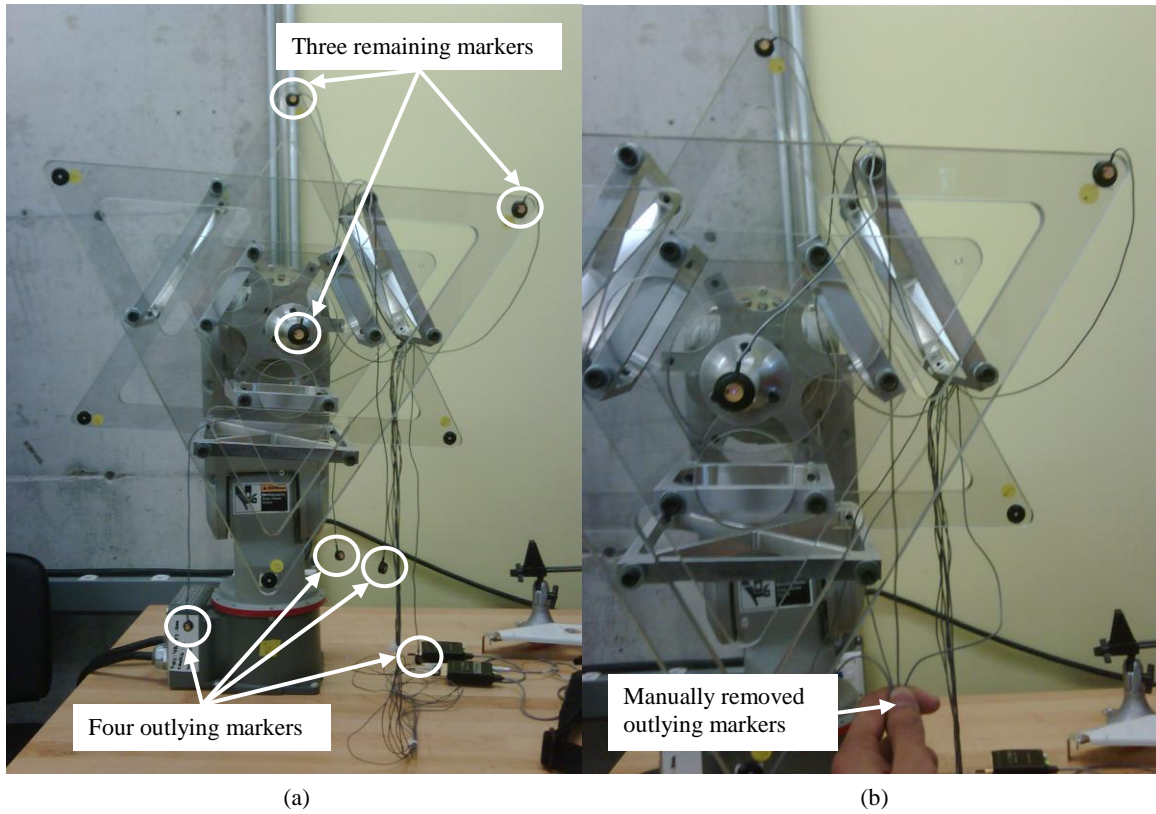 Three remaining markers
Four outlying markers
Manually removed
outlying markers
(a)
(b)